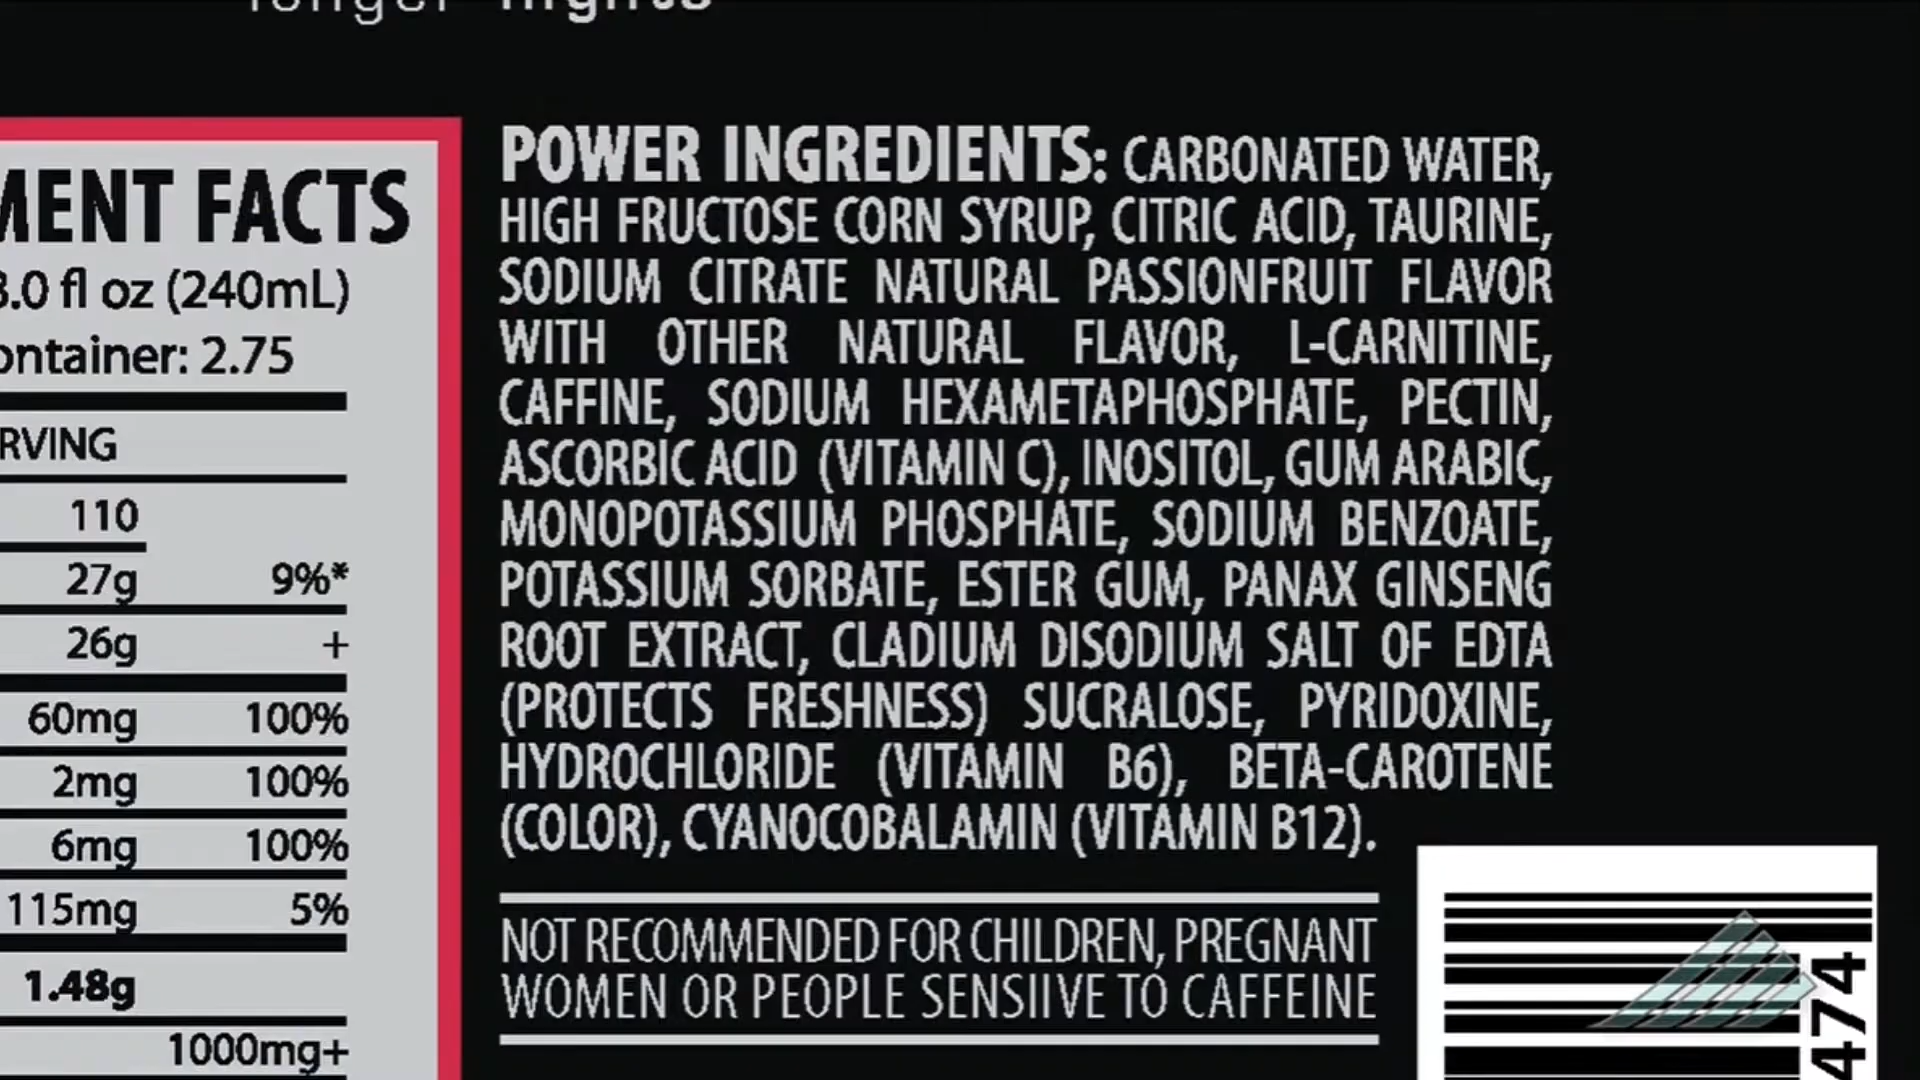 longer nights
MENT FACTS
8.0 fl oz (240mL)
ontainer: 2.75
RVING
110
27g 9%*
26g +
60mg 100%
2mg 100%
6mg 100%
115mg 5%
1.48g
1000mg+
POWER INGREDIENTS: CARBONATED WATER,
HIGH FRUCTOSE CORN SYRUP, CITRIC ACID, TAURINE,
SODIUM CITRATE NATURAL PASSIONFRUIT FLAVOR
WITH OTHER NATURAL FLAVOR, L-CARNITINE,
CAFFINE, SODIUM HEXAMETAPHOSPHATE, PECTIN,
ASCORBIC ACID (VITAMIN C), INOSITOL, GUM ARABIC,
MONOPOTASSIUM PHOSPHATE, SODIUM BENZOATE,
POTASSIUM SORBATE, ESTER GUM, PANAX GINSENG
ROOT EXTRACT, CLADIUM DISODIUM SALT OF EDTA
(PROTECTS FRESHNESS) SUCRALOSE, PYRIDOXINE,
HYDROCHLORIDE (VITAMIN B6), BETA-CAROTENE
(COLOR), CYANOCOBALAMIN (VITAMIN B12).
NOT RECOMMENDED FOR CHILDREN, PREGNANT
WOMEN OR PEOPLE SENSIIVE TO CAFFEINE
474